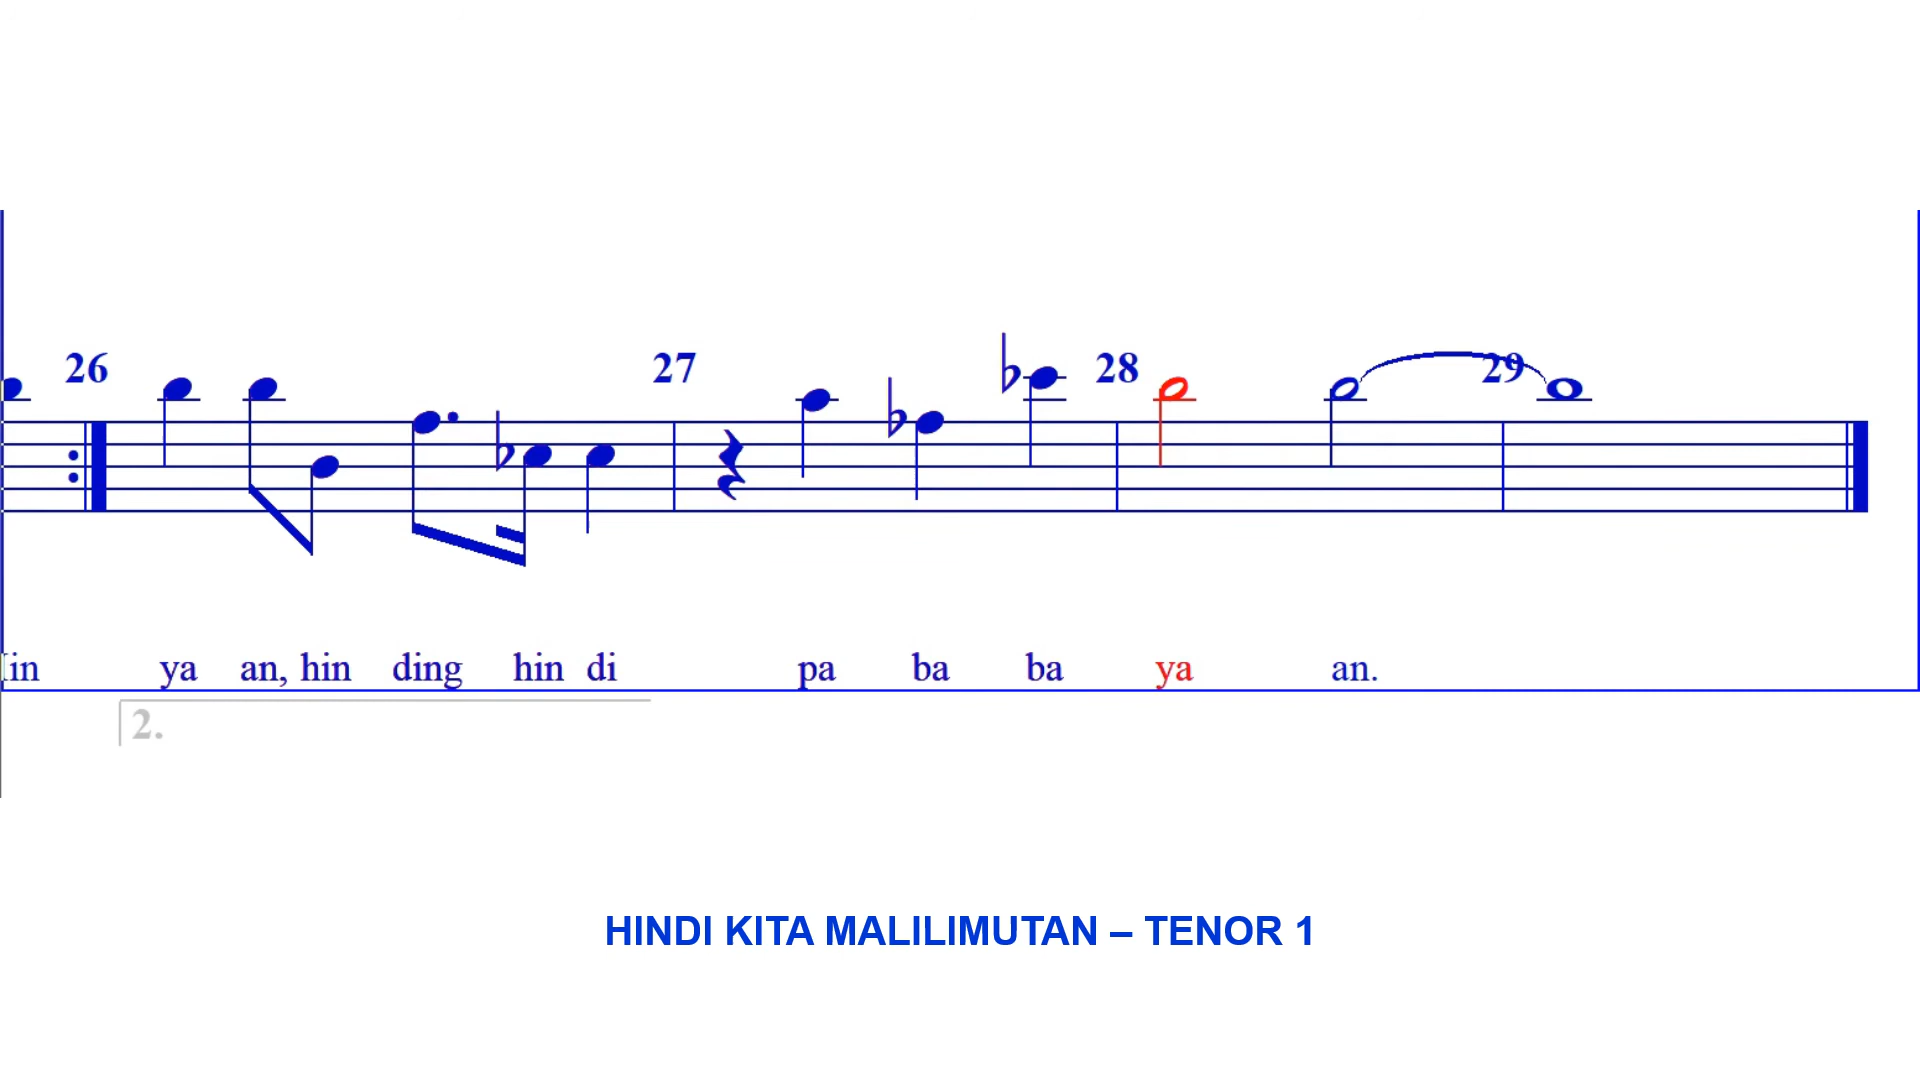 26 27 28 29
in ya an, hin ding hin di pa ba ba ya an.
2.
HINDI KITA MALILIMUTAN – TENOR 1